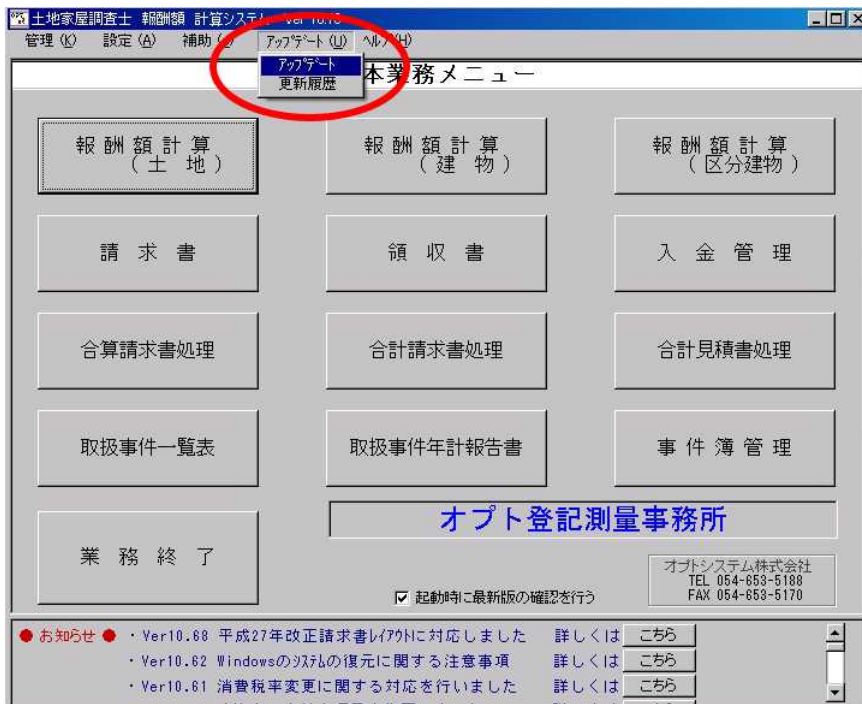 土地家屋調査士 報酬額 計算システム Ver 10.
管理(K) 設定(A) 補助 アップデート(U) ヘルプ(H)
アップデート
更新履歴
本業務メニュー
報酬額計算
(土 地)
報酬額計算
(建 物)
報酬額計算
(区分建物)
請 求 書
領 収 書
入 金 管 理
合算請求書処理
合計請求書処理
合計見積書処理
取扱事件一覧表
取扱事件年計報告書
事 件 簿 管 理
オプト登記測量事務所
業 務 終 了
オプトシステム株式会社
TEL 054-653-5188
FAX 054-653-5170
起動時に最新版の確認を行う
● お知らせ ● ・Ver10.68 平成27年改正請求書レイアウトに対応しました 詳しくは こちら
・Ver10.62 Windowsのシステムの復元に関する注意事項 詳しくは こちら
・Ver10.61 消費税率変更に関する対応を行いました 詳しくは こちら